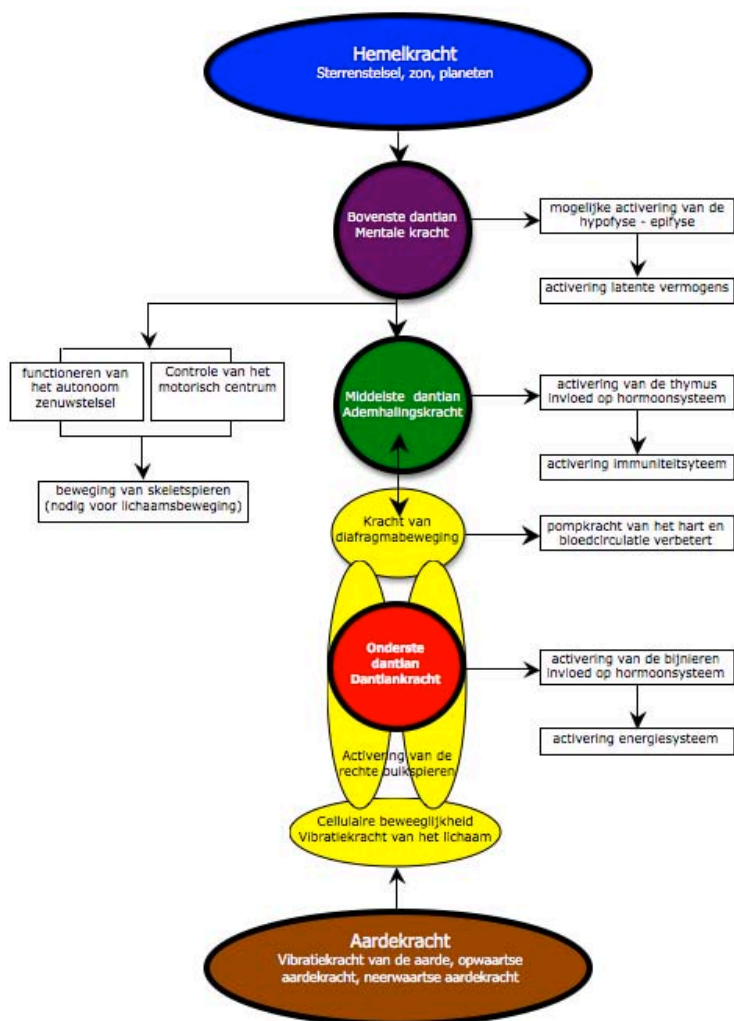 Hemelkracht
Sterrenstelsel, zon, planeten
Bovenste dantian
Mentale kracht
mogelijke activering van de
hypofyse - epifyse
activering latente vermogens
functioneren van
het autonoom
zenuwstelsel
Controle van het
motorisch centrum
Middelste dantian
Ademhalingskracht
activering van de thymus
invloed op hormoonsysteem
activering immuniteitsyteem
beweging van skeletspieren
(nodig voor lichaamsbeweging)
Kracht van
diafragmabeweging
pompkracht van het hart en
bloedcirculatie verbetert
Onderste
dantian
Dantiankracht
activering van de bijnieren
invloed op hormoonsysteem
activering energiesysteem
Activering van de
rechte buikspieren
Cellulaire beweeglijkheid
Vibratiekracht van het lichaam
Aardekracht
Vibratiekracht van de aarde, opwaartse
aardekracht, neerwaartse aardekracht